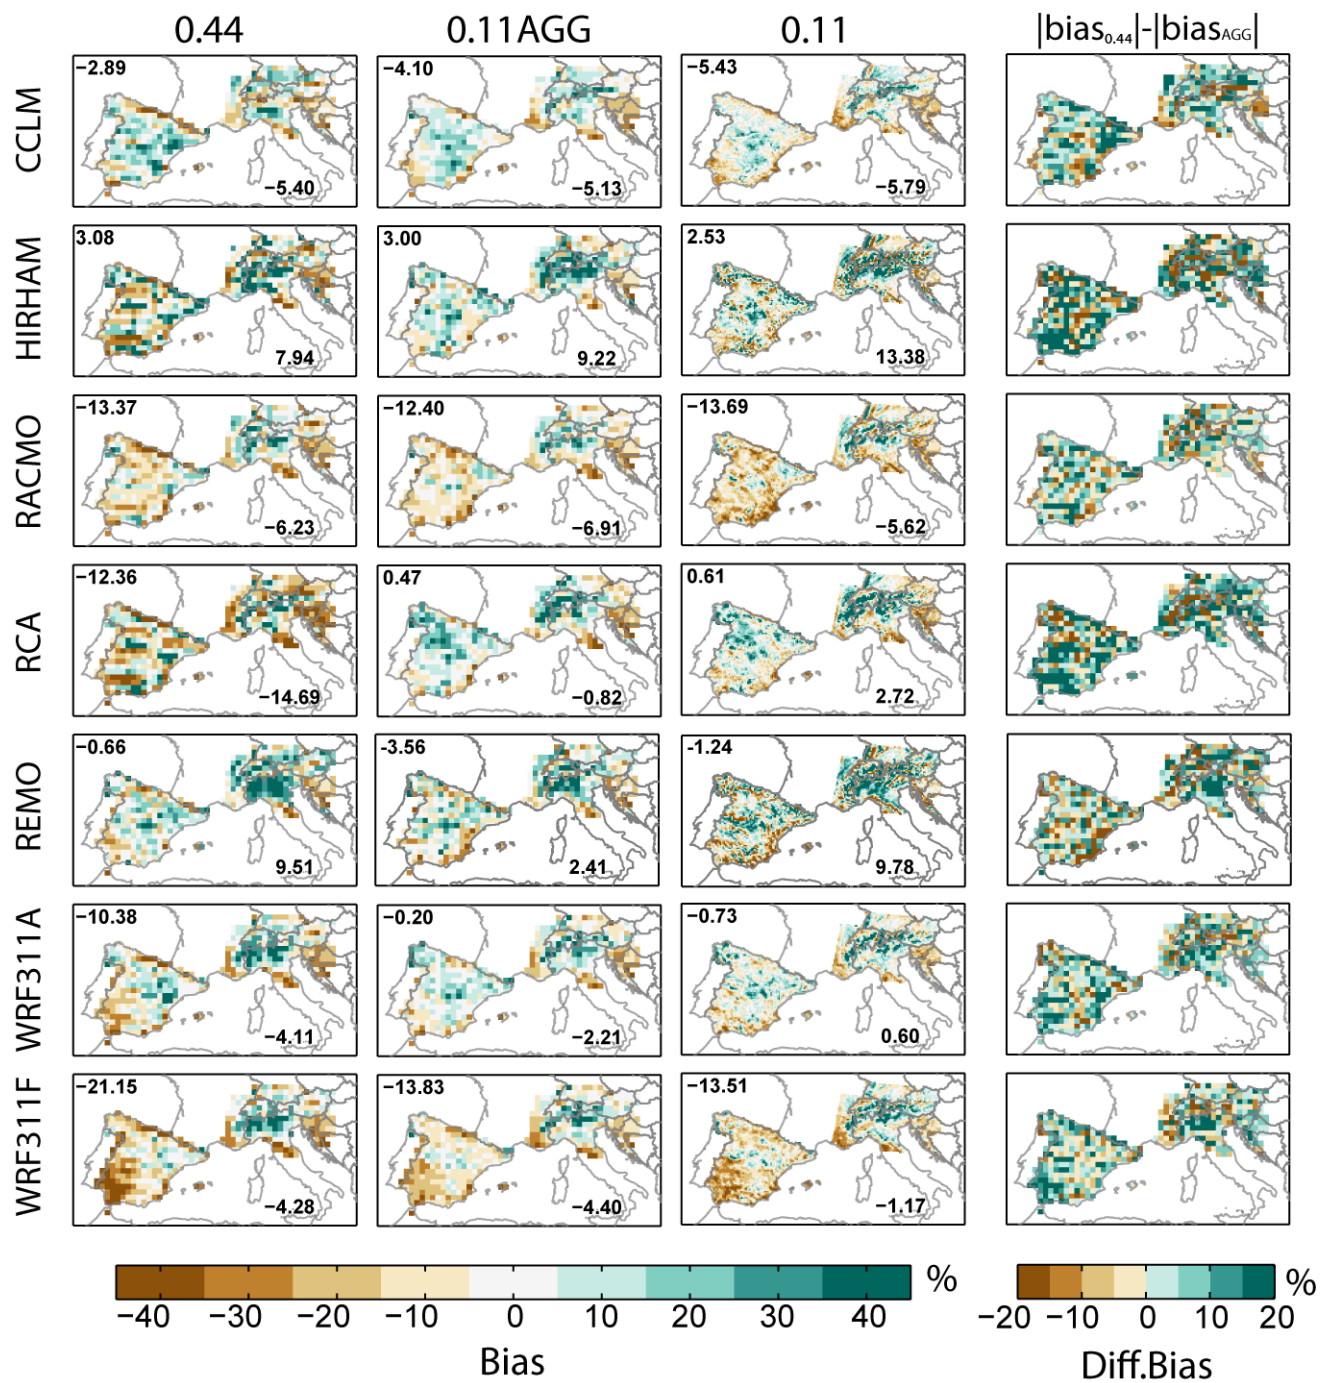 0.44 0.11AGG 0.11 |bias0.44|-|biasAGG|
CCLM
−2.89 −4.10 −5.43
−5.40 −5.13 −5.79
HIRHAM
3.08 3.00 2.53
7.94 9.22 13.38
RACMO
−13.37 −12.40 −13.69
−6.23 −6.91 −5.62
RCA
−12.36 0.47 0.61
−14.69 −0.82 2.72
REMO
−0.66 -3.56 -1.24
9.51 2.41 9.78
WRF311A
−10.38 −0.20 −0.73
−4.11 −2.21 0.60
WRF311F
−21.15 −13.83 −13.51
−4.28 −4.40 −1.17
% %
−40 −30 −20 −10 0 10 20 30 40 −20 −10 0 10 20
Bias Diff.Bias